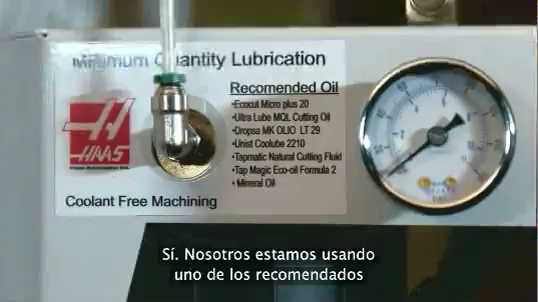 Minimum Quantity Lubrication
Recomended Oil
•Ecocut Micro plus 20
•Ultra Lube MQL Cutting Oil
•Dropsa MK OLIO LT 29
•Unist Coolube 2210
•Tapmatic Natural Cutting Fluid
•Tap Magic Eco-oil Formula 2
• Mineral Oil
HAAS
Coolant Free Machining
Sí. Nosotros estamos usando
uno de los recomendados